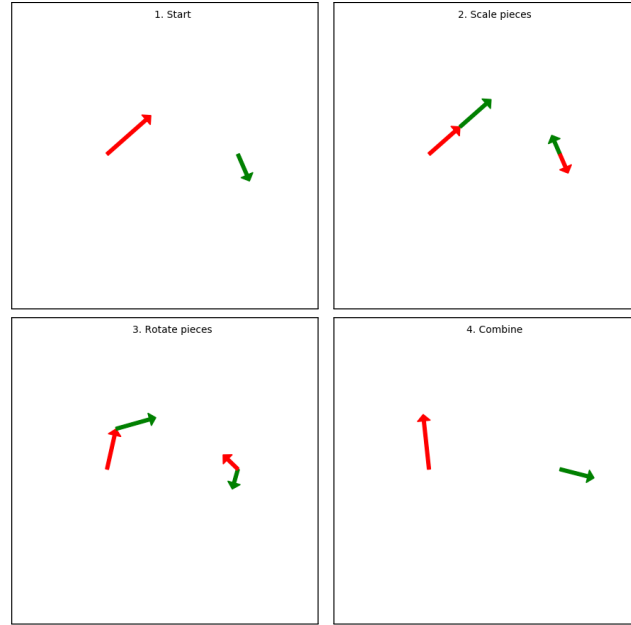 1. Start
2. Scale pieces
3. Rotate pieces
4. Combine